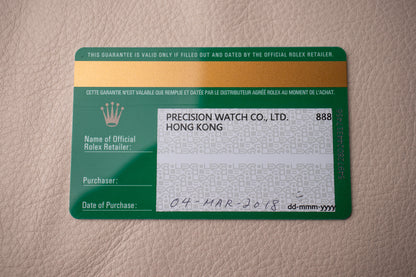 THIS GUARANTEE IS VALID ONLY IF FILLED OUT AND DATED BY THE OFFICIAL ROLEX RETAILER.
CETTE GARANTIE N'EST VALABLE QUE REMPLIE ET DATÉE PAR LE DISTRIBUTEUR AGRÉÉ ROLEX AU MOMENT DE L'ACHAT.
PRECISION WATCH CO., LTD. 888
HONG KONG
Name of Official
Rolex Retailer:
Purchaser:
Date of Purchase: 04-MAR-2018 dd-mmm-yyyy